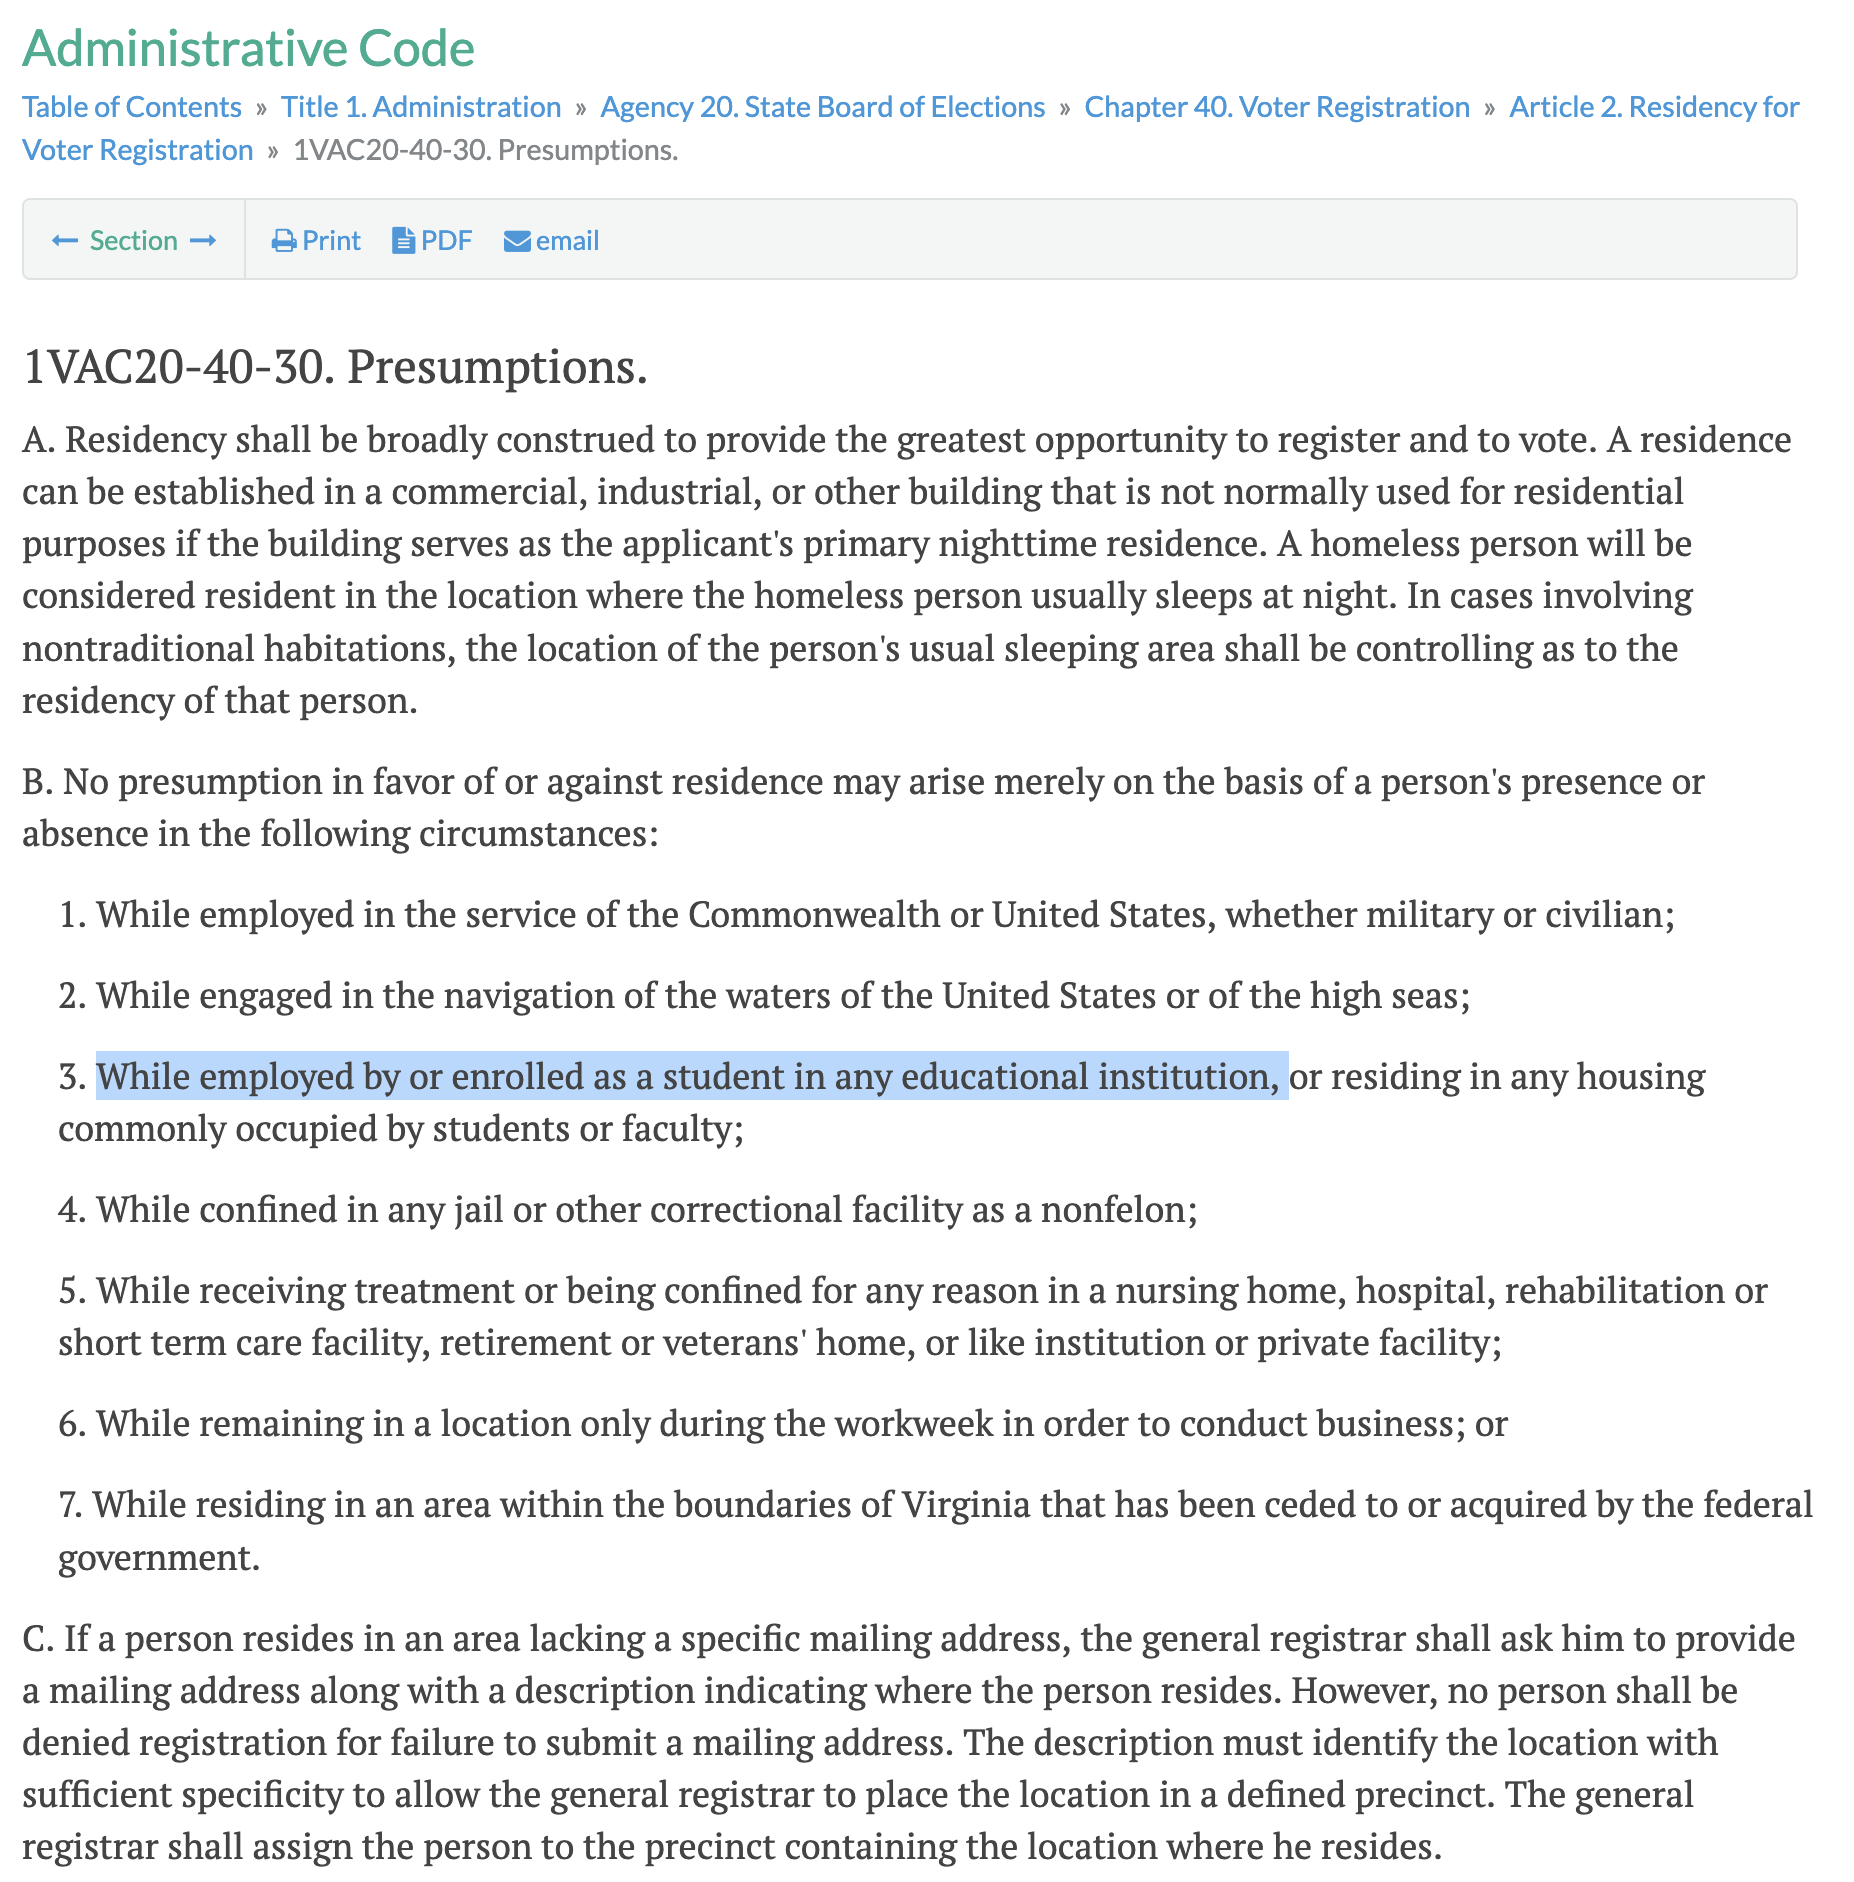 Administrative Code
Table of Contents » Title 1. Administration » Agency 20. State Board of Elections » Chapter 40. Voter Registration » Article 2. Residency for
Voter Registration » 1VAC20-40-30. Presumptions.
← Section → Print PDF email
1VAC20-40-30. Presumptions.
A. Residency shall be broadly construed to provide the greatest opportunity to register and to vote. A residence
can be established in a commercial, industrial, or other building that is not normally used for residential
purposes if the building serves as the applicant's primary nighttime residence. A homeless person will be
considered resident in the location where the homeless person usually sleeps at night. In cases involving
nontraditional habitations, the location of the person's usual sleeping area shall be controlling as to the
residency of that person.
B. No presumption in favor of or against residence may arise merely on the basis of a person's presence or
absence in the following circumstances:
1. While employed in the service of the Commonwealth or United States, whether military or civilian;
2. While engaged in the navigation of the waters of the United States or of the high seas;
3. While employed by or enrolled as a student in any educational institution, or residing in any housing
commonly occupied by students or faculty;
4. While confined in any jail or other correctional facility as a nonfelon;
5. While receiving treatment or being confined for any reason in a nursing home, hospital, rehabilitation or
short term care facility, retirement or veterans' home, or like institution or private facility;
6. While remaining in a location only during the workweek in order to conduct business; or
7. While residing in an area within the boundaries of Virginia that has been ceded to or acquired by the federal
government.
C. If a person resides in an area lacking a specific mailing address, the general registrar shall ask him to provide
a mailing address along with a description indicating where the person resides. However, no person shall be
denied registration for failure to submit a mailing address. The description must identify the location with
sufficient specificity to allow the general registrar to place the location in a defined precinct. The general
registrar shall assign the person to the precinct containing the location where he resides.